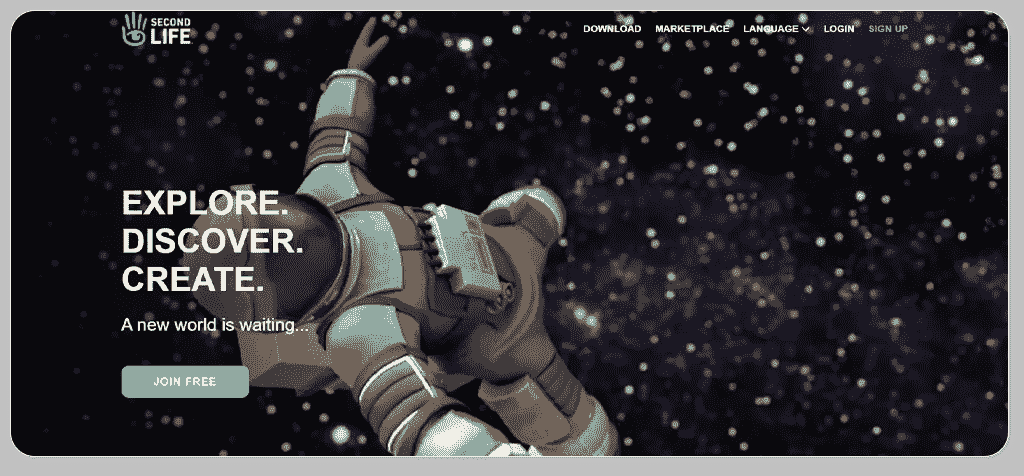 SECOND
LIFE
DOWNLOAD MARKETPLACE LANGUAGE LOGIN SIGN UP
EXPLORE.
DISCOVER.
CREATE.
A new world is waiting...
JOIN FREE